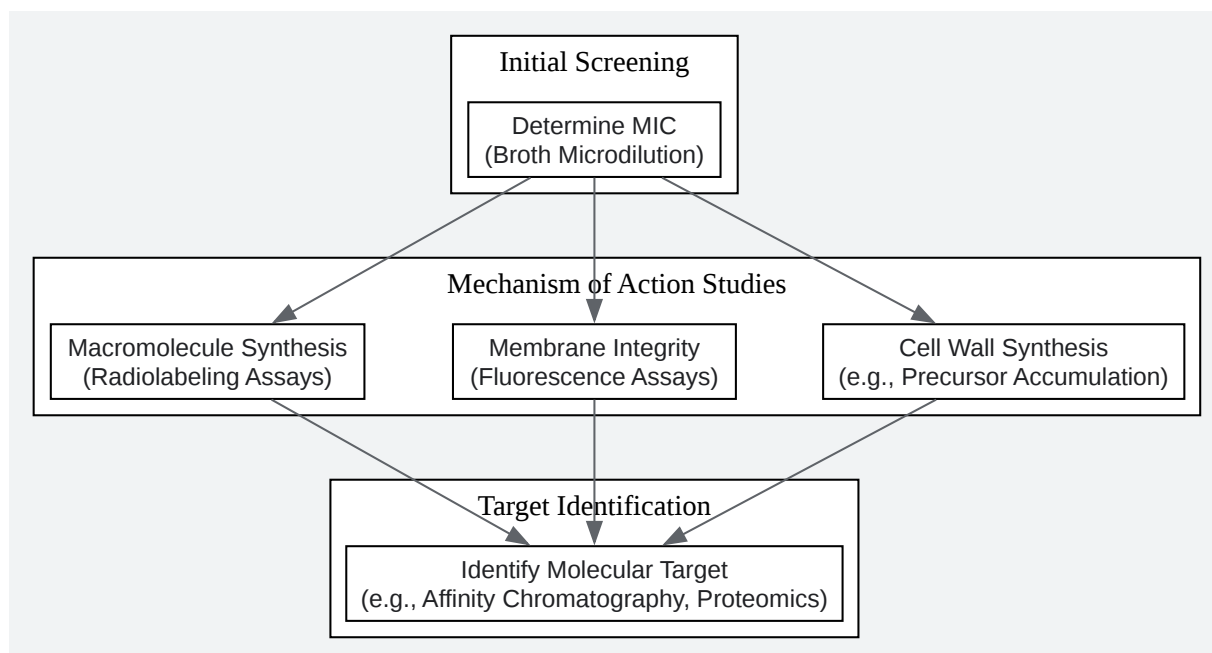 Initial Screening
Determine MIC
(Broth Microdilution)
Mechanism of Action Studies
Macromolecule Synthesis
(Radiolabeling Assays)
Membrane Integrity
(Fluorescence Assays)
Cell Wall Synthesis
(e.g., Precursor Accumulation)
Target Identification
Identify Molecular Target
(e.g., Affinity Chromatography, Proteomics)